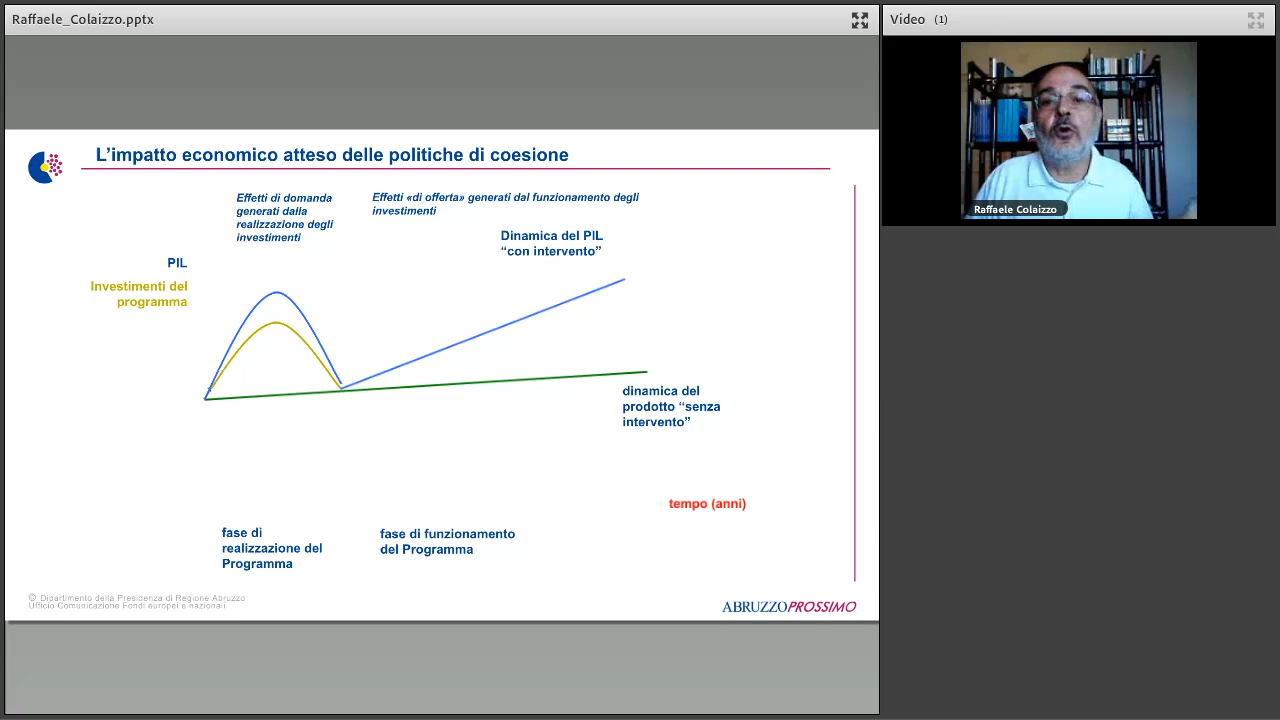 Raffaele_Colaizzo.pptx
Video (1)
Raffaele Colaizzo
L’impatto economico atteso delle politiche di coesione
Effetti di domanda
generati dalla
realizzazione degli
investimenti
Effetti «di offerta» generati dal funzionamento degli
investimenti
Dinamica del PIL
“con intervento”
PIL
Investimenti del
programma
dinamica del
prodotto “senza
intervento”
tempo (anni)
fase di
realizzazione del
Programma
fase di funzionamento
del Programma
© Dipartimento della Presidenza di Regione Abruzzo
Ufficio Comunicazione Fondi europei e nazionali
ABRUZZOPROSSIMO